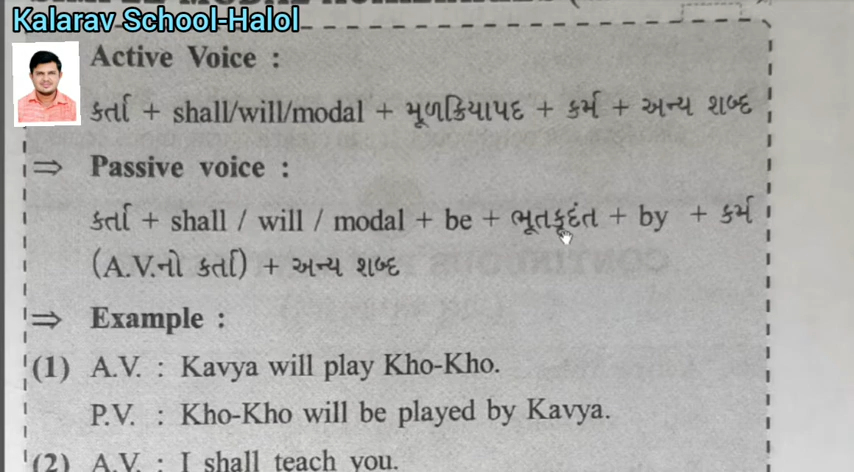 Kalarav School-Halol
Active Voice :
કર્તા + shall/will/modal + મૂળક્રિયાપદ + કર્મ + અન્ય શબ્દ
⇒ Passive voice :
કર્તા + shall / will / modal + be + ભૂતકૃદંત + by + કર્મ
(A.V.નો કર્તા) + અન્ય શબ્દ
⇒ Example :
(1) A.V. : Kavya will play Kho-Kho.
P.V. : Kho-Kho will be played by Kavya.
(2) A.V. : I shall teach you.